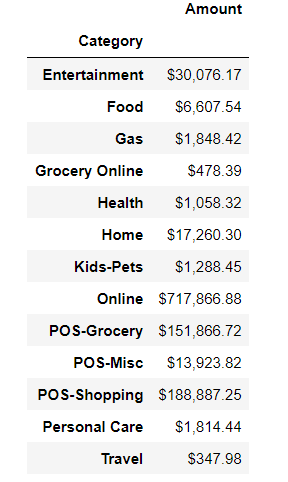 Amount
Category
Entertainment $30,076.17
Food $6,607.54
Gas $1,848.42
Grocery Online $478.39
Health $1,058.32
Home $17,260.30
Kids-Pets $1,288.45
Online $717,866.88
POS-Grocery $151,866.72
POS-Misc $13,923.82
POS-Shopping $188,887.25
Personal Care $1,814.44
Travel $347.98